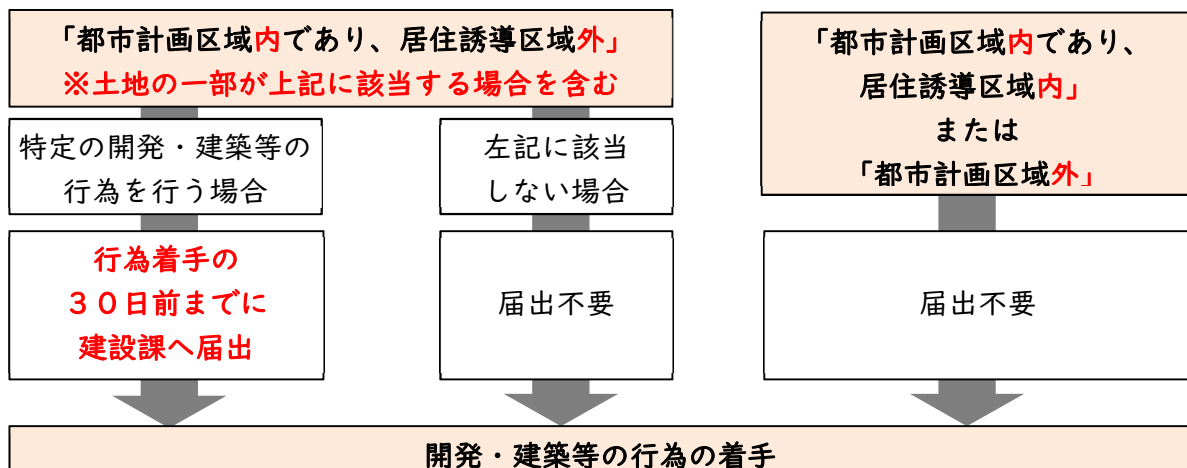 「都市計画区域内であり、居住誘導区域外」
※土地の一部が上記に該当する場合を含む
特定の開発・建築等の
行為を行う場合
行為着手の
３０日前までに
建設課へ届出
左記に該当
しない場合
届出不要
「都市計画区域内であり、
居住誘導区域内」
または
「都市計画区域外」
届出不要
開発・建築等の行為の着手